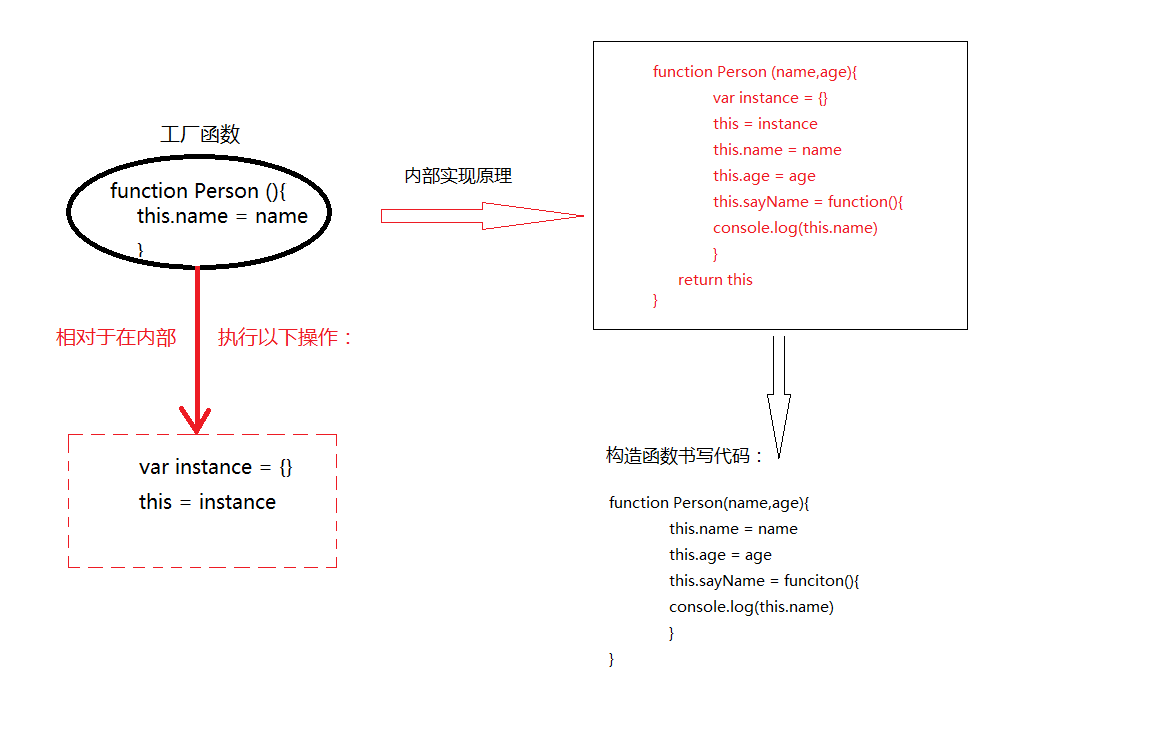 工厂函数
function Person (){
this.name = name
}
相对于在内部 执行以下操作：
var instance = {}
this = instance
内部实现原理
function Person (name,age){
var instance = {}
this = instance
this.name = name
this.age = age
this.sayName = function(){
console.log(this.name)
}
return this
}
构造函数书写代码：
function Person(name,age){
this.name = name
this.age = age
this.sayName = funciton(){
console.log(this.name)
}
}